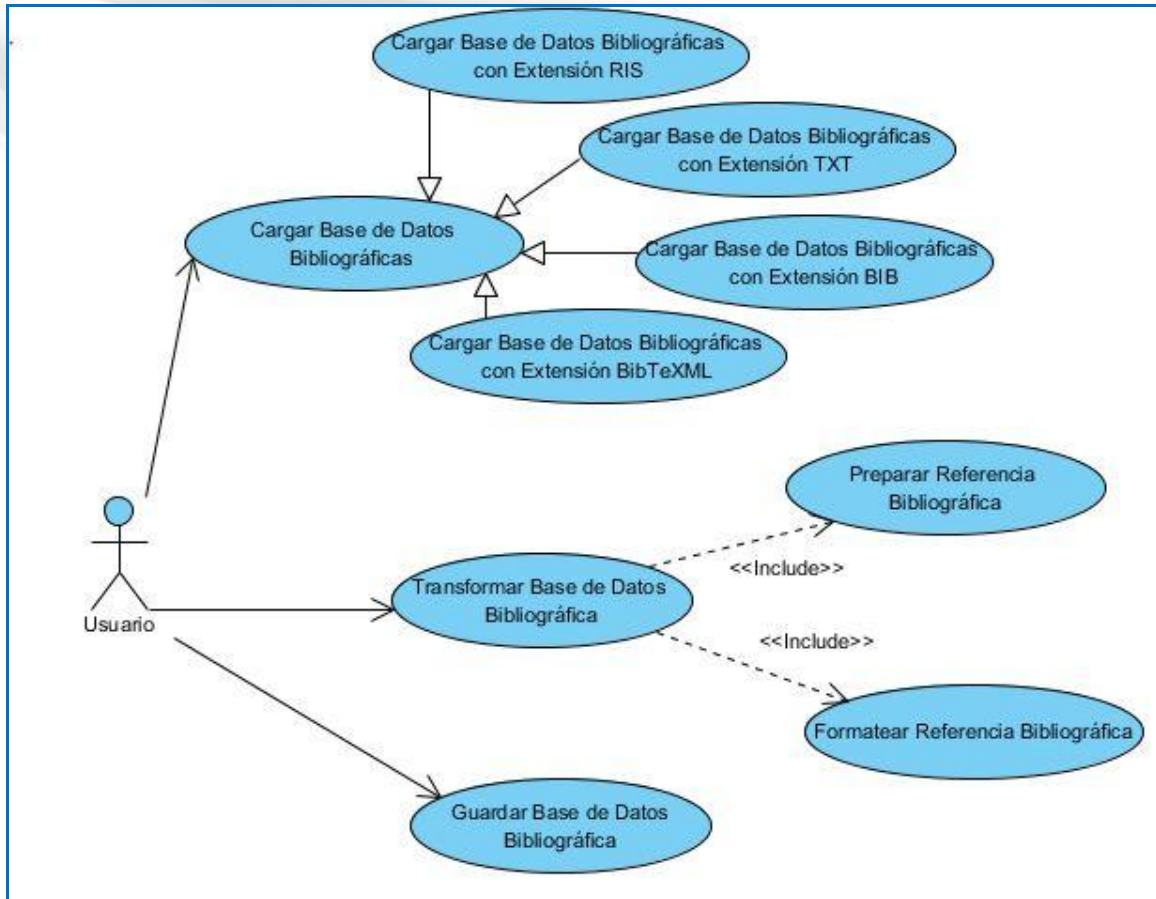 Cargar Base de Datos Bibliográficas
con Extensión RIS
Cargar Base de Datos Bibliográficas
con Extensión TXT
Cargar Base de Datos
Bibliográficas
Cargar Base de Datos Bibliográficas
con Extensión BIB
Cargar Base de Datos Bibliográficas
con Extensión BibTeXML
Preparar Referencia
Bibliográfica
<<Include>>
Transformar Base de Datos
Bibliográfica
Usuario
<<Include>>
Formatear Referencia Bibliográfica
Guardar Base de Datos
Bibliográfica